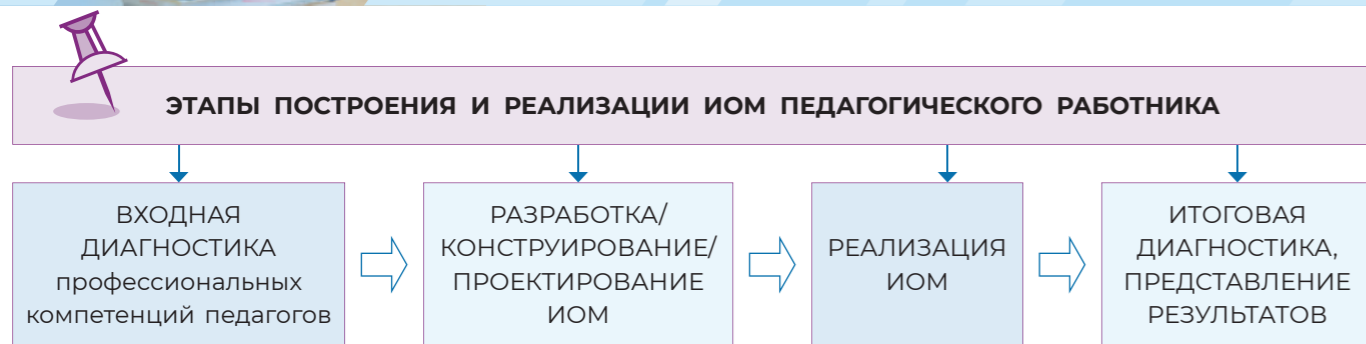 ЭТАПЫ ПОСТРОЕНИЯ И РЕАЛИЗАЦИИ ИОМ ПЕДАГОГИЧЕСКОГО РАБОТНИКА
ВХОДНАЯ
ДИАГНОСТИКА
профессиональных
компетенций педагогов
РАЗРАБОТКА/
КОНСТРУИРОВАНИЕ/
ПРОЕКТИРОВАНИЕ
ИОМ
РЕАЛИЗАЦИЯ
ИОМ
ИТОГОВАЯ
ДИАГНОСТИКА,
ПРЕДСТАВЛЕНИЕ
РЕЗУЛЬТАТОВ